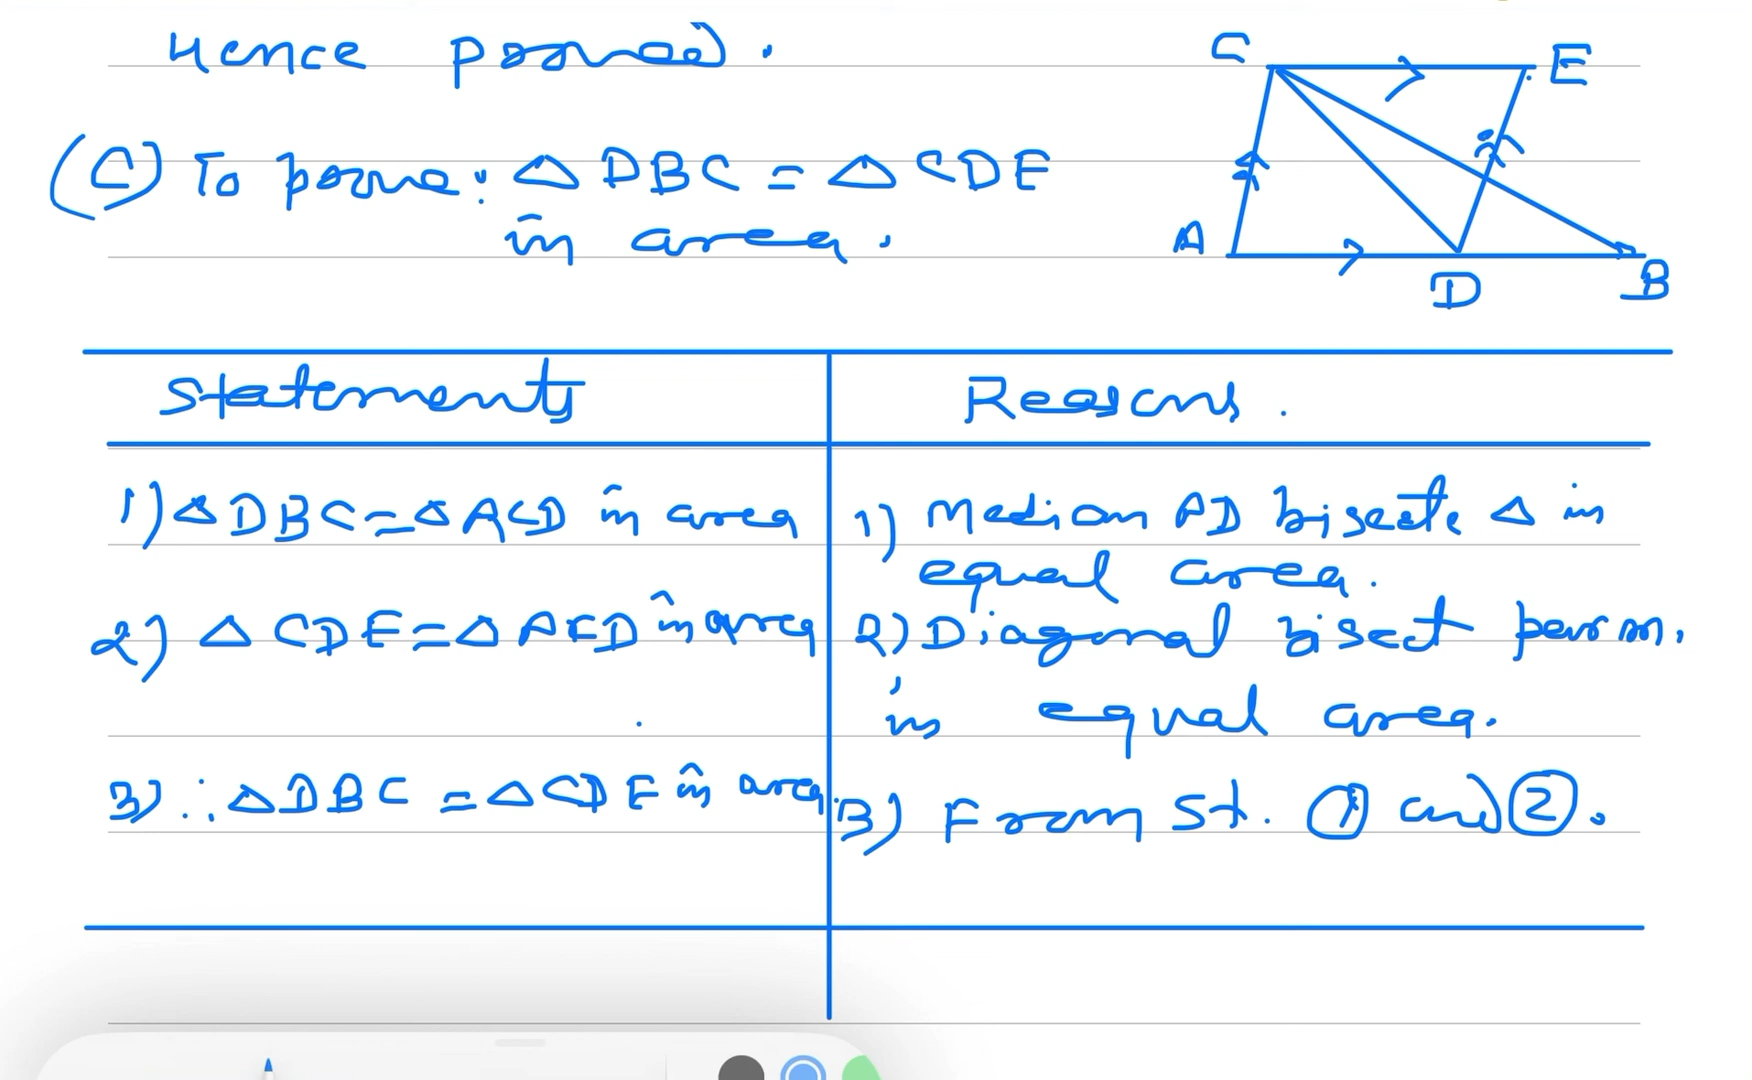 Hence proved.
(C) To prove: △DBC = △CDE
in area.
C
E
A
D
B
Statements
Reasons.
1) △DBC = △ACD in area
1) Median AD bisects △ in
equal area.
2) △CDE = △ACD in area
2) Diagonal bisect parm.
in equal area.
3) ∴ △DBC = △CDE in area
3) From St. ① and ②.